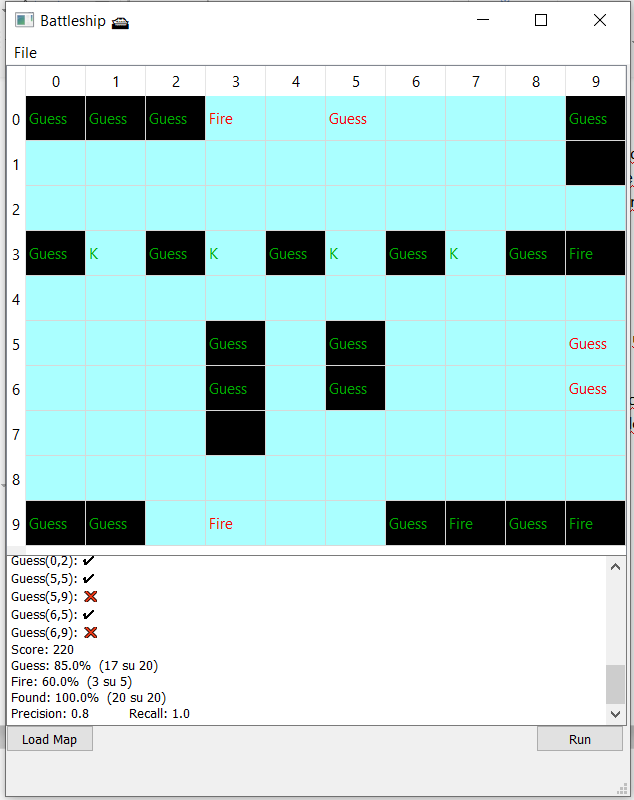 Battleship
File
0 1 2 3 4 5 6 7 8 9
0 Guess Guess Guess Fire Guess Guess
1
2
3 Guess K Guess K Guess K Guess K Guess Fire
4
5 Guess Guess Guess
6 Guess Guess Guess
7
8
9 Guess Guess Fire Guess Fire Guess Fire
Guess(0,2): ✔
Guess(5,5): ✔
Guess(5,9): ❌
Guess(6,5): ✔
Guess(6,9): ❌
Score: 220
Guess: 85.0% (17 su 20)
Fire: 60.0% (3 su 5)
Found: 100.0% (20 su 20)
Precision: 0.8 Recall: 1.0
Load Map Run